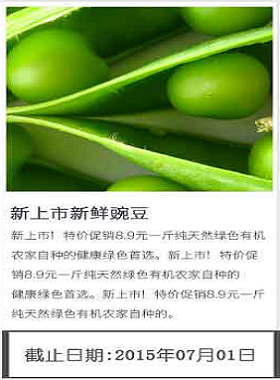 新上市新鲜豌豆
新上市！特价促销8.9元一斤纯天然绿色有机
农家自种的健康绿色首选。新上市！特价促
销8.9元一斤纯天然绿色有机农家自种的
健康绿色首选。新上市！特价促销8.9元一
斤纯天然绿色有机农家自种的。
截止日期:2015年07月01日